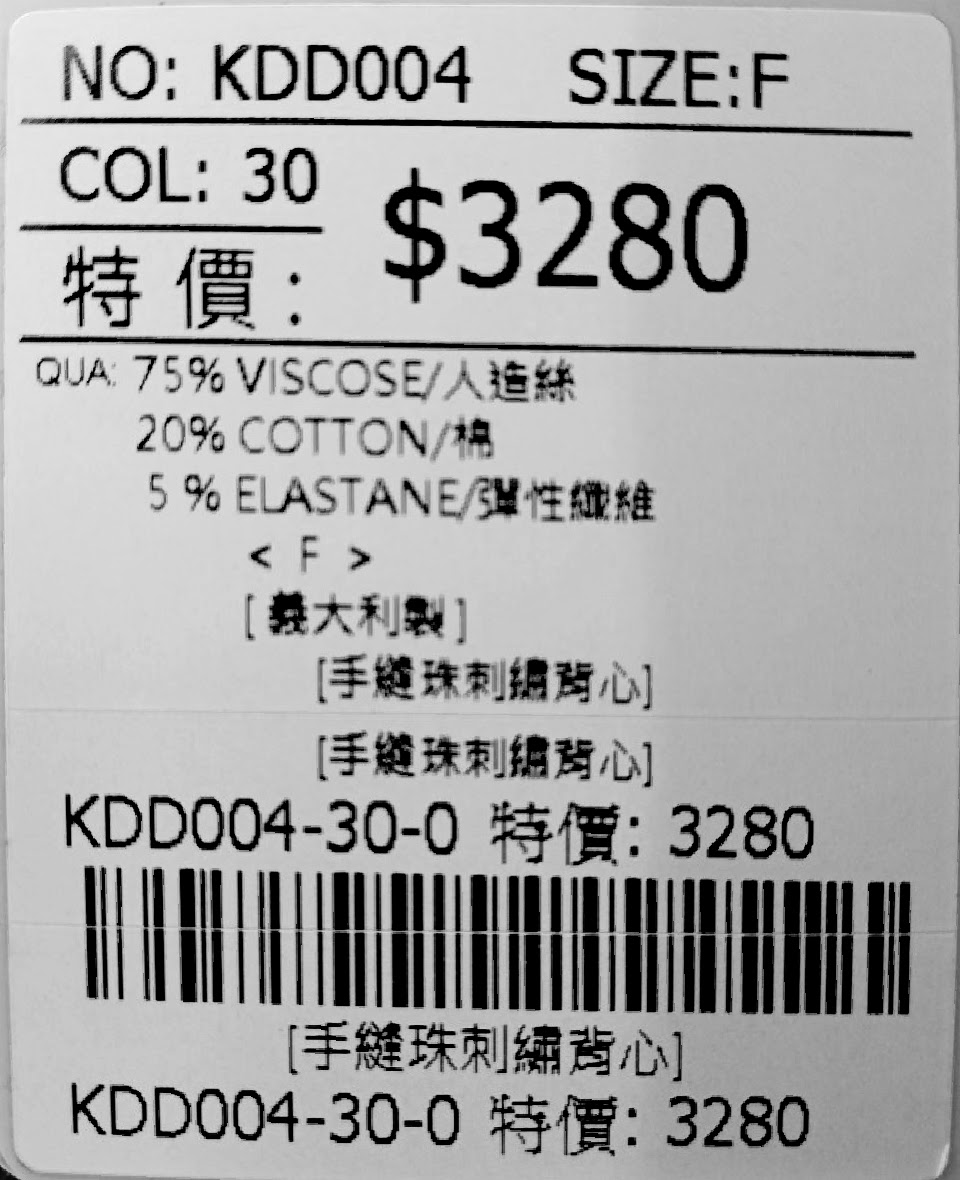 NO: KDD004 SIZE:F
COL: 30
$3280
特價:
QUA: 75% VISCOSE/人造絲
20% COTTON/棉
5 % ELASTANE/彈性纖維
< F >
[義大利製]
[手縫珠刺繡背心]
[手縫珠刺繡背心]
KDD004-30-0 特價: 3280
[手縫珠刺繡背心]
KDD004-30-0 特價: 3280